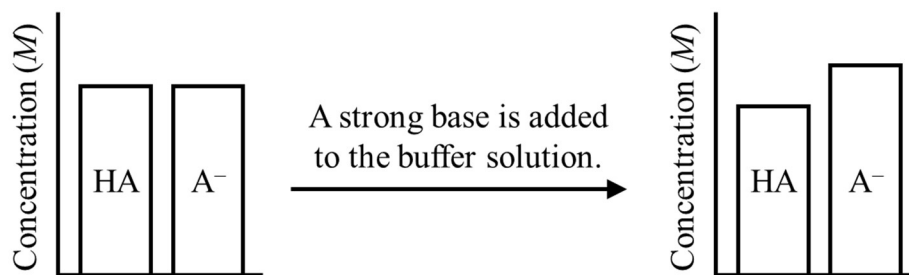 Concentration (M)
HA
A⁻
A strong base is added
to the buffer solution.
Concentration (M)
HA
A⁻